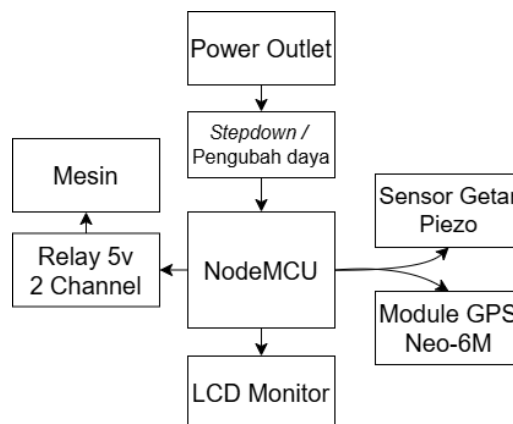 Power Outlet
Stepdown /
Pengubah daya
Mesin
Sensor Getar
Piezo
Relay 5v
2 Channel
NodeMCU
Module GPS
Neo-6M
LCD Monitor